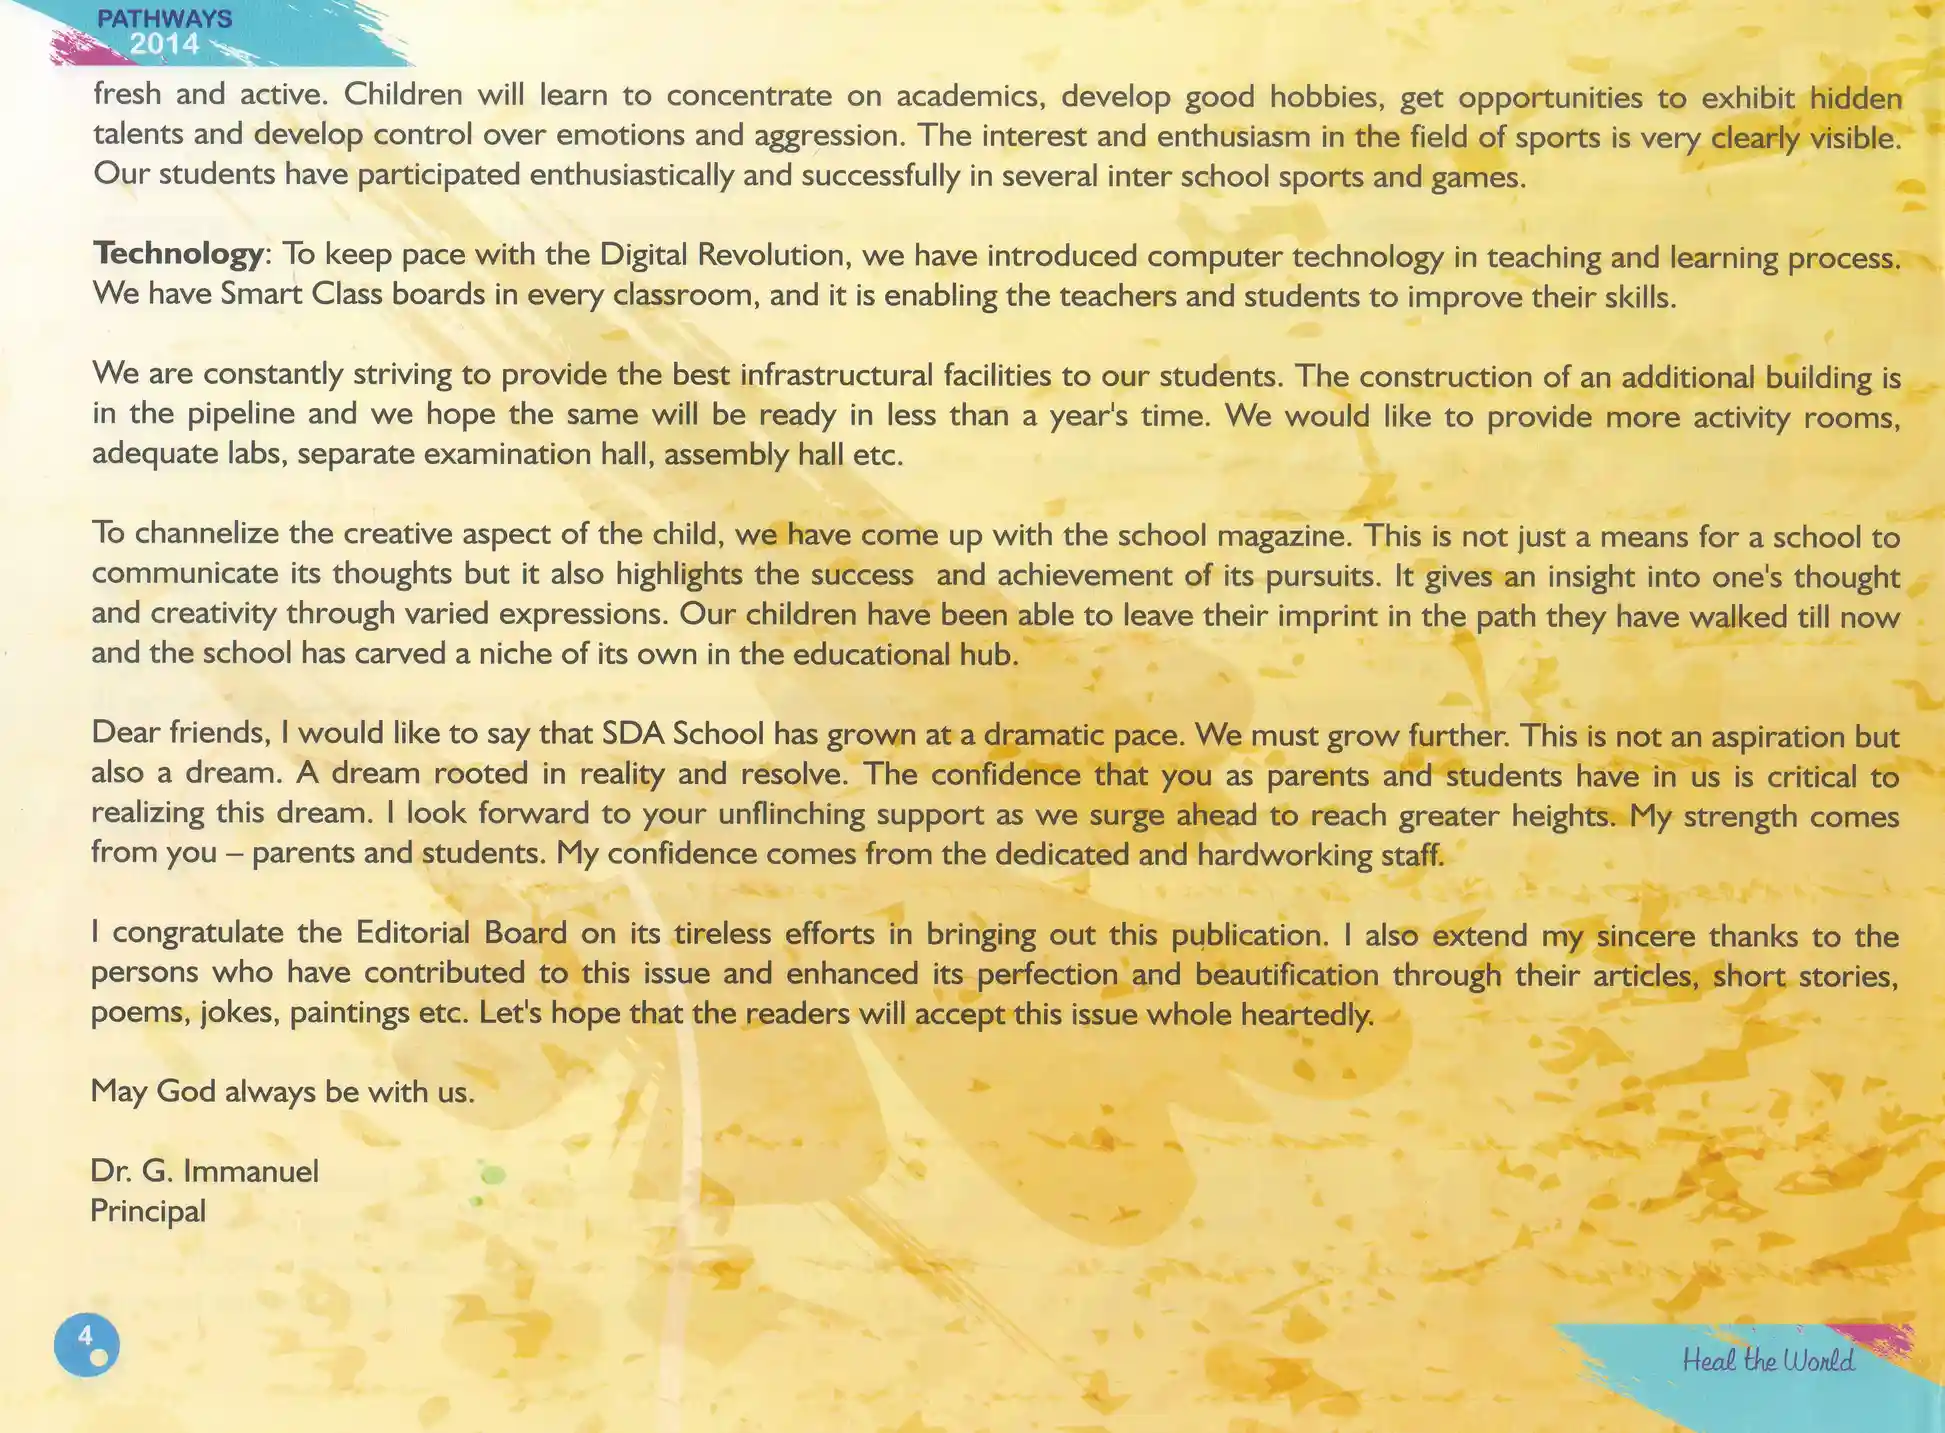 PATHWAYS
2014
fresh and active. Children will learn to concentrate on academics, develop good hobbies, get opportunities to exhibit hidden
talents and develop control over emotions and aggression. The interest and enthusiasm in the field of sports is very clearly visible.
Our students have participated enthusiastically and successfully in several inter school sports and games.
Technology: To keep pace with the Digital Revolution, we have introduced computer technology in teaching and learning process.
We have Smart Class boards in every classroom, and it is enabling the teachers and students to improve their skills.
We are constantly striving to provide the best infrastructural facilities to our students. The construction of an additional building is
in the pipeline and we hope the same will be ready in less than a year's time. We would like to provide more activity rooms,
adequate labs, separate examination hall, assembly hall etc.
To channelize the creative aspect of the child, we have come up with the school magazine. This is not just a means for a school to
communicate its thoughts but it also highlights the success and achievement of its pursuits. It gives an insight into one's thought
and creativity through varied expressions. Our children have been able to leave their imprint in the path they have walked till now
and the school has carved a niche of its own in the educational hub.
Dear friends, I would like to say that SDA School has grown at a dramatic pace. We must grow further. This is not an aspiration but
also a dream. A dream rooted in reality and resolve. The confidence that you as parents and students have in us is critical to
realizing this dream. I look forward to your unflinching support as we surge ahead to reach greater heights. My strength comes
from you – parents and students. My confidence comes from the dedicated and hardworking staff.
I congratulate the Editorial Board on its tireless efforts in bringing out this publication. I also extend my sincere thanks to the
persons who have contributed to this issue and enhanced its perfection and beautification through their articles, short stories,
poems, jokes, paintings etc. Let's hope that the readers will accept this issue whole heartedly.
May God always be with us.
Dr. G. Immanuel
Principal
4
Heal the World